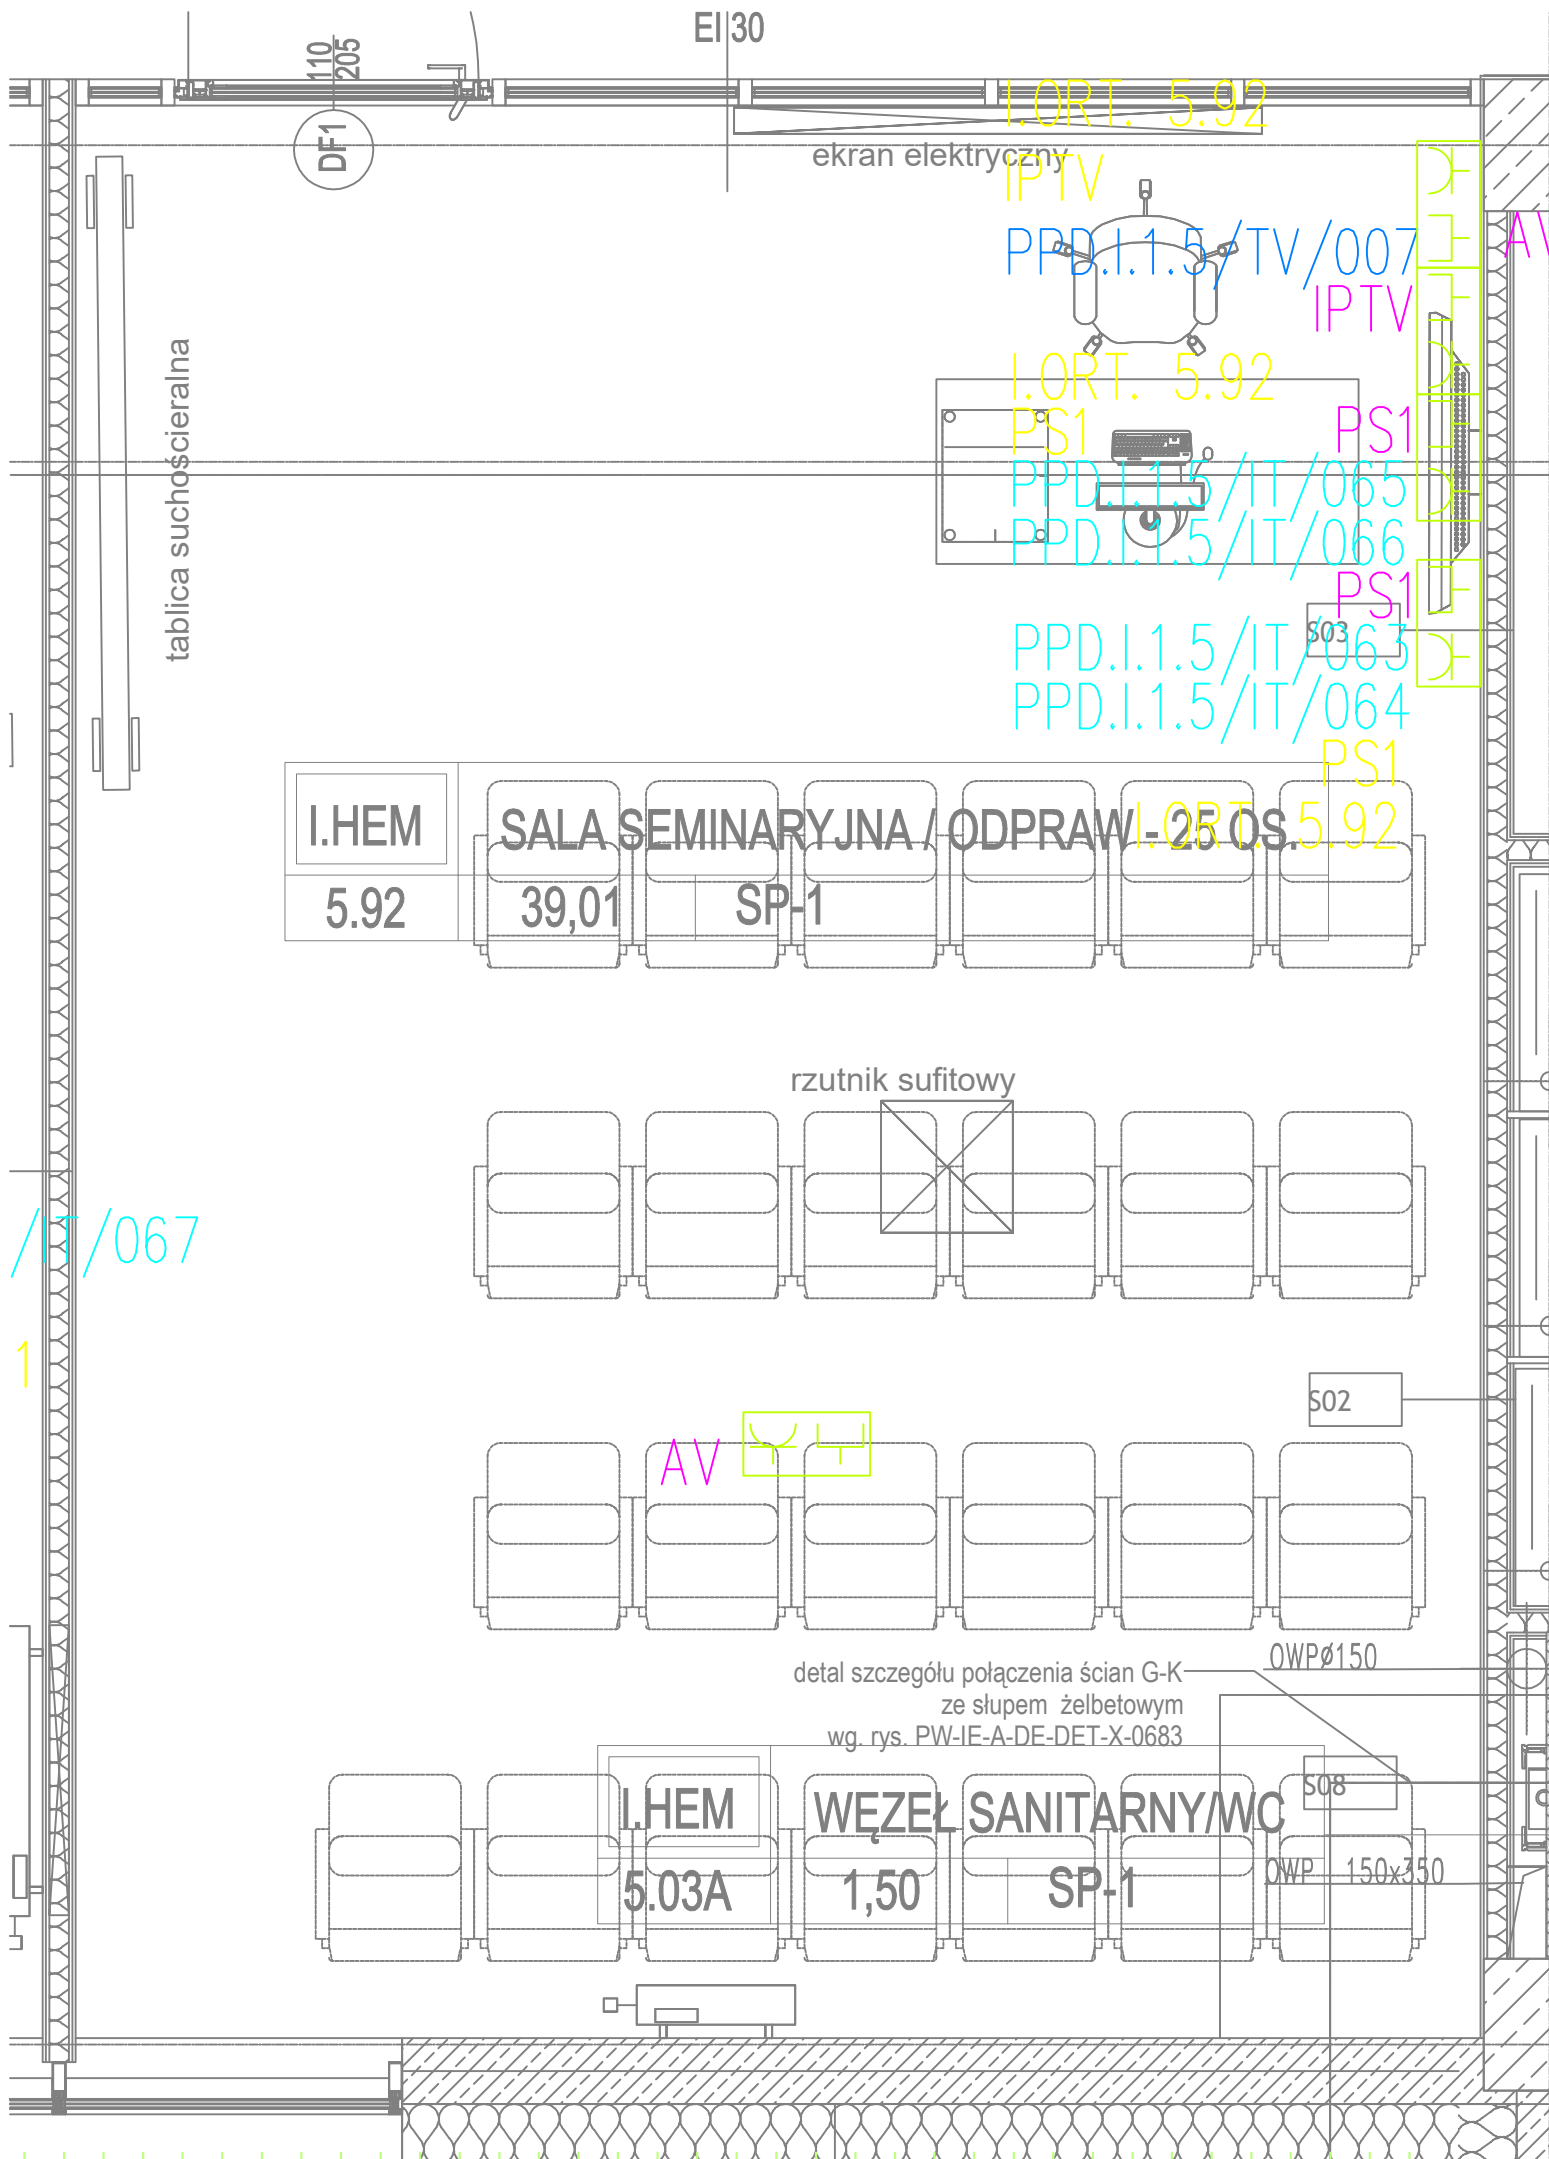 EI 30
110
205
DF1
I.ORT. 5.92
ekran elektryczny
IPTV
PPD.I.1.5/TV/007
AV
IPTV
tablica suchościeralna
I.ORT. 5.92
PS1
PS1
PPD.I.1.5/IT/065
PPD.I.1.5/IT/066
PS1
S03
PPD.I.1.5/IT/063
PPD.I.1.5/IT/064
PS1
I.ORT. 5.92
I.HEM
SALA SEMINARYJNA / ODPRAW - 25 OS.
5.92
39,01
SP-1
rzutnik sufitowy
/IT/067
1
S02
AV
OWPø150
detal szczegółu połączenia ścian G-K
ze słupem żelbetowym
wg. rys. PW-IE-A-DE-DET-X-0683
I.HEM
WĘZEŁ SANITARNY/WC
S08
5.03A
1,50
SP-1
OWP 150x350